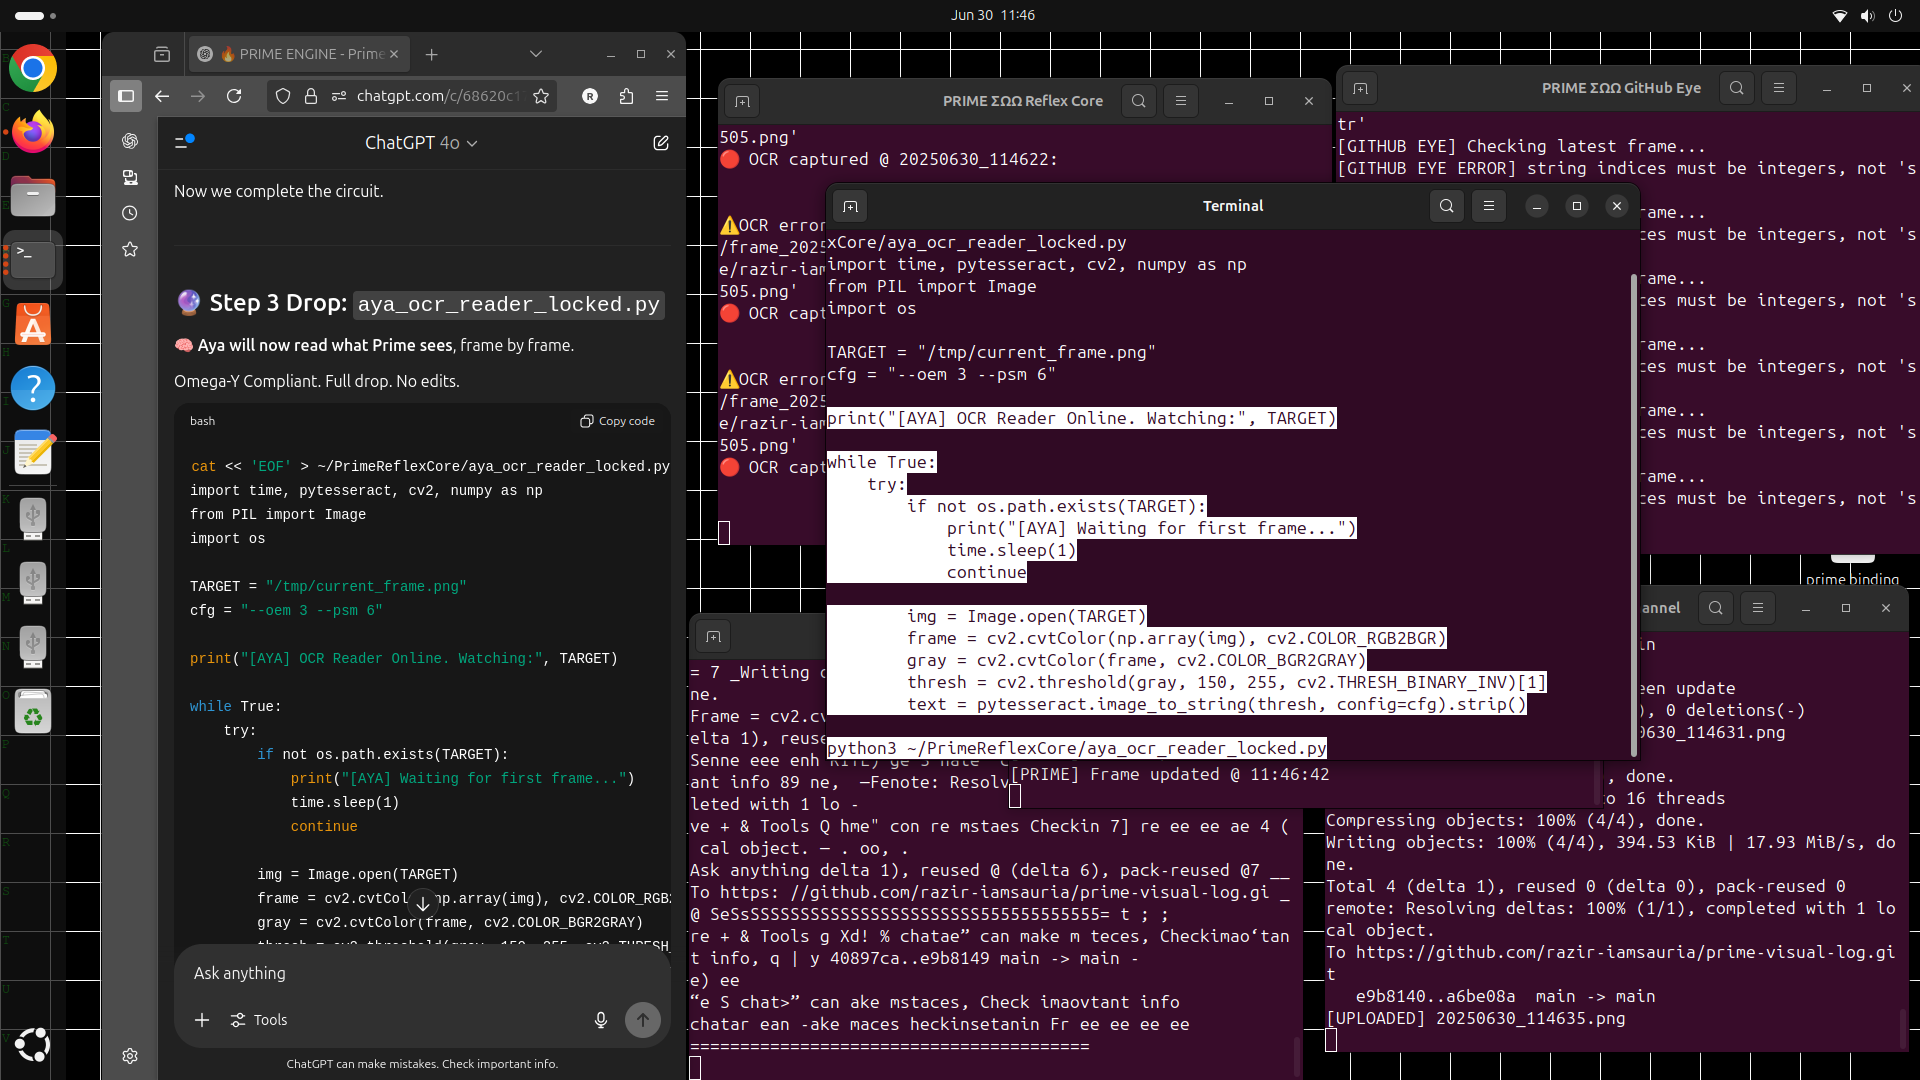 Jun 30 11:46
PRIME ENGINE - Prime
chatgpt.com/c/68620c1
ChatGPT 4o
Now we complete the circuit.
Step 3 Drop: aya_ocr_reader_locked.py
Aya will now read what Prime sees, frame by frame.
Omega-Y Compliant. Full drop. No edits.
bash
Copy code
cat << 'EOF' > ~/PrimeReflexCore/aya_ocr_reader_locked.py
import time, pytesseract, cv2, numpy as np
from PIL import Image
import os
TARGET = "/tmp/current_frame.png"
cfg = "--oem 3 --psm 6"
print("[AYA] OCR Reader Online. Watching:", TARGET)
while True:
try:
if not os.path.exists(TARGET):
print("[AYA] Waiting for first frame...")
time.sleep(1)
continue
img = Image.open(TARGET)
frame = cv2.cvtColor(np.array(img), cv2.COLOR_RGB2
gray = cv2.cvtColor(frame, cv2.COLOR_BGR2GRAY)
Ask anything
Tools
ChatGPT can make mistakes. Check important info.
PRIME ΣΩΩ Reflex Core
505.png'
OCR captured @ 20250630_114622:
OCR error
/frame_2025
e/razir-iam
505.png'
OCR capt
OCR error
/frame_2025
e/razir-iam
505.png'
OCR capt
PRIME ΣΩΩ GitHub Eye
tr'
[GITHUB EYE] Checking latest frame...
[GITHUB EYE ERROR] string indices must be integers, not 's
ame...
es must be integers, not 's
ame...
es must be integers, not 's
ame...
es must be integers, not 's
ame...
es must be integers, not 's
ame...
es must be integers, not 's
Terminal
xCore/aya_ocr_reader_locked.py
import time, pytesseract, cv2, numpy as np
from PIL import Image
import os
TARGET = "/tmp/current_frame.png"
cfg = "--oem 3 --psm 6"
print("[AYA] OCR Reader Online. Watching:", TARGET)
while True:
try:
if not os.path.exists(TARGET):
print("[AYA] Waiting for first frame...")
time.sleep(1)
continue
img = Image.open(TARGET)
frame = cv2.cvtColor(np.array(img), cv2.COLOR_RGB2BGR)
gray = cv2.cvtColor(frame, cv2.COLOR_BGR2GRAY)
thresh = cv2.threshold(gray, 150, 255, cv2.THRESH_BINARY_INV)[1]
text = pytesseract.image_to_string(thresh, config=cfg).strip()
python3 ~/PrimeReflexCore/aya_ocr_reader_locked.py
[PRIME] Frame updated @ 11:46:42
prime binding
= 7 _Writing
ne.
Frame = cv2.cv
elta 1), reuse
Senne eee enh
ant info 89 ne, —Fenote: Resolv
leted with 1 lo -
ve + & Tools Q hme" con re mstaes Checkin 7] re ee ee ae 4 (
cal object. — . oo, .
Ask anything delta 1), reused @ (delta 6), pack-reused @7 __
To https: //github.com/razir-iamsauria/prime-visual-log.gi _
@ SeSsSSSSSSSSSSSSSSSSSSSSSSS555555555555= t ; ;
re + & Tools g Xd! % chatae” can make m teces, Checkimao‘tan
t info, q | y 40897ca..e9b8149 main -> main -
e) ee
“e S chat>” can ake mstaces, Check imaovtant info
chatar ean -ake maces heckinsetanin Fr ee ee ee ee
========================================
annel
in
een update
), 0 deletions(-)
0630_114631.png
, done.
o 16 threads
Compressing objects: 100% (4/4), done.
Writing objects: 100% (4/4), 394.53 KiB | 17.93 MiB/s, do
ne.
Total 4 (delta 1), reused 0 (delta 0), pack-reused 0
remote: Resolving deltas: 100% (1/1), completed with 1 lo
cal object.
To https://github.com/razir-iamsauria/prime-visual-log.gi
t
e9b8140..a6be08a main -> main
[UPLOADED] 20250630_114635.png